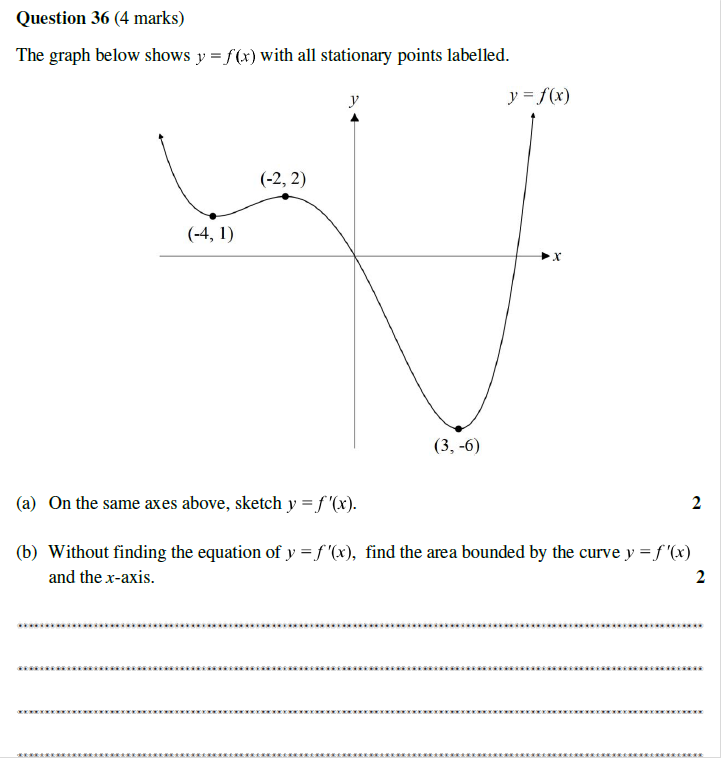 Question 36 (4 marks)
The graph below shows y = f(x) with all stationary points labelled.
y
y = f(x)
(-2, 2)
(-4, 1)
x
(3, -6)
(a) On the same axes above, sketch y = f '(x). 2
(b) Without finding the equation of y = f '(x), find the area bounded by the curve y = f '(x)
and the x-axis. 2